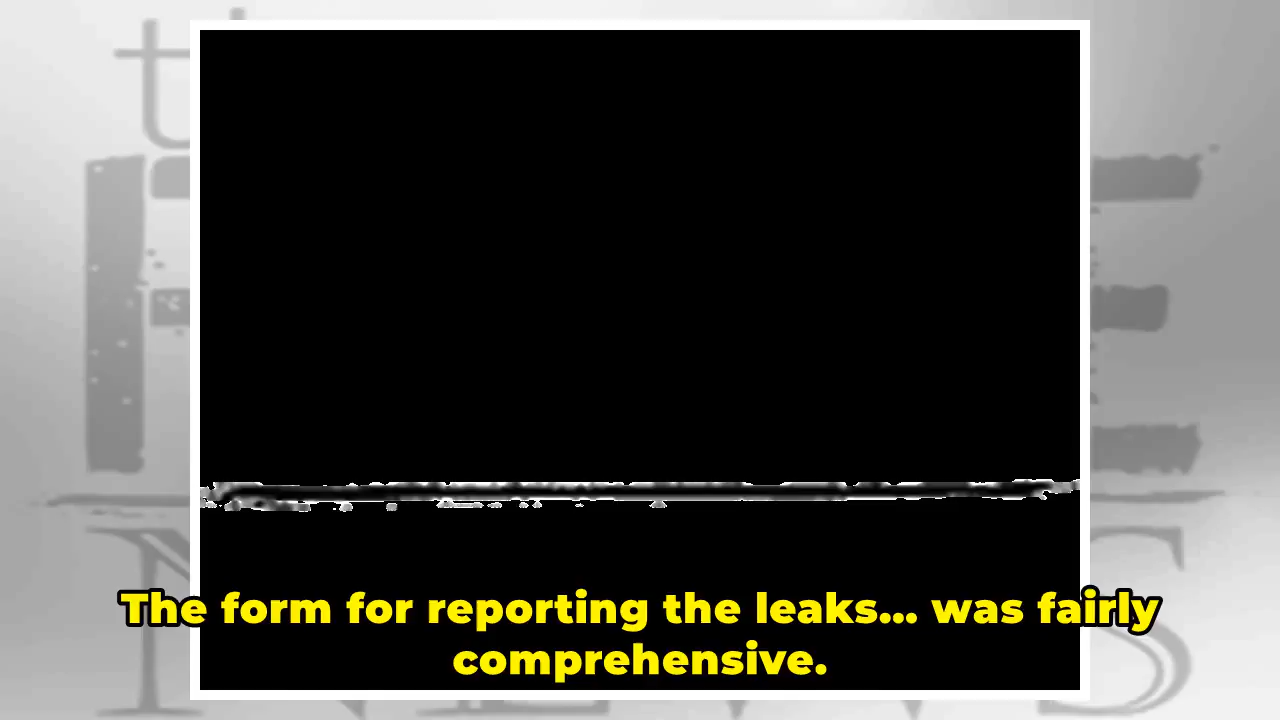 The form for reporting the leaks... was fairly
comprehensive.